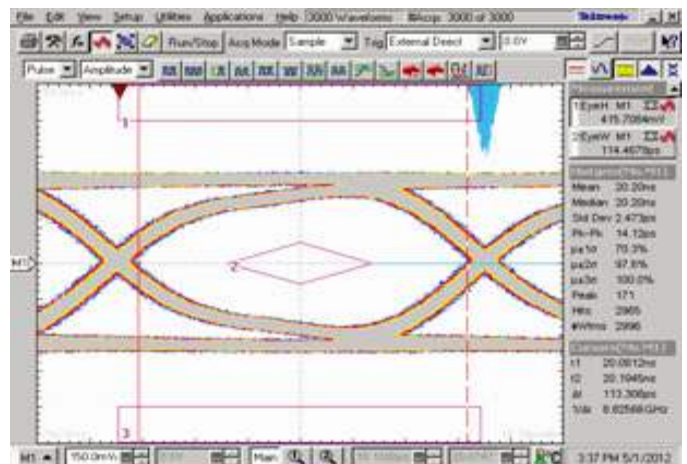 File Edit View Setup Utilities Applications Help 3000 Waveforms Acqs: 3000 of 3000 Tektronix
Run/Stop Acq Mode Sample Trig External Direct 0.0V
Pulse Amplitude
1 EyeH M1
415.7084mV
2 EyeW M1
114.4679ps
Mean 20.20ns
Median 20.20ns
Std Dev 2.473ps
Pk-Pk 14.12ps
µ±1σ 70.3%
µ±2σ 97.8%
µ±3σ 100.0%
Peak 171
Hits 2965
#Wfms 2996
t1 20.0812ns
t2 20.1945ns
Δt 113.306ps
1/Δt 8.82568GHz
M1
1
2
3
M1 150.0mV Main 3:37 PM 5/1/2012